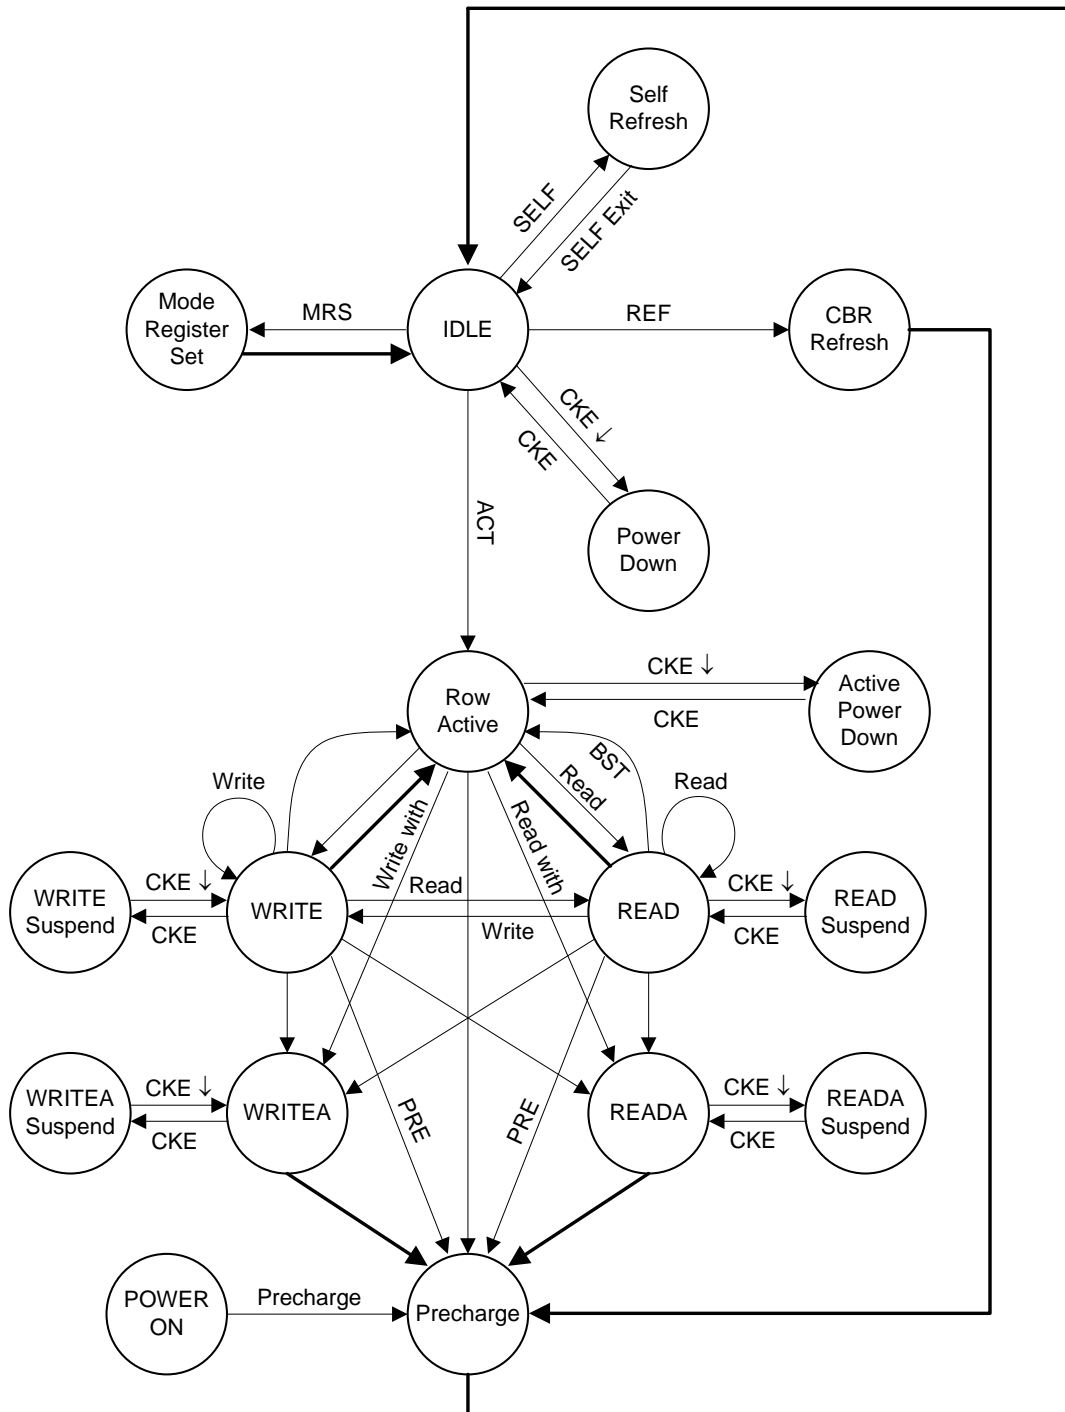 Self
Refresh
SELF
SELF Exit
Mode
Register
Set
MRS
IDLE
REF
CBR
Refresh
CKE ↓
CKE
ACT
Power
Down
Row
Active
CKE ↓
CKE
Active
Power
Down
BST
Read
Write
Read
Write with
Read with
WRITE
Suspend
CKE ↓
CKE
WRITE
Read
Write
READ
CKE ↓
CKE
READ
Suspend
WRITEA
Suspend
CKE ↓
CKE
WRITEA
PRE
PRE
READA
CKE ↓
CKE
READA
Suspend
POWER
ON
Precharge
Precharge